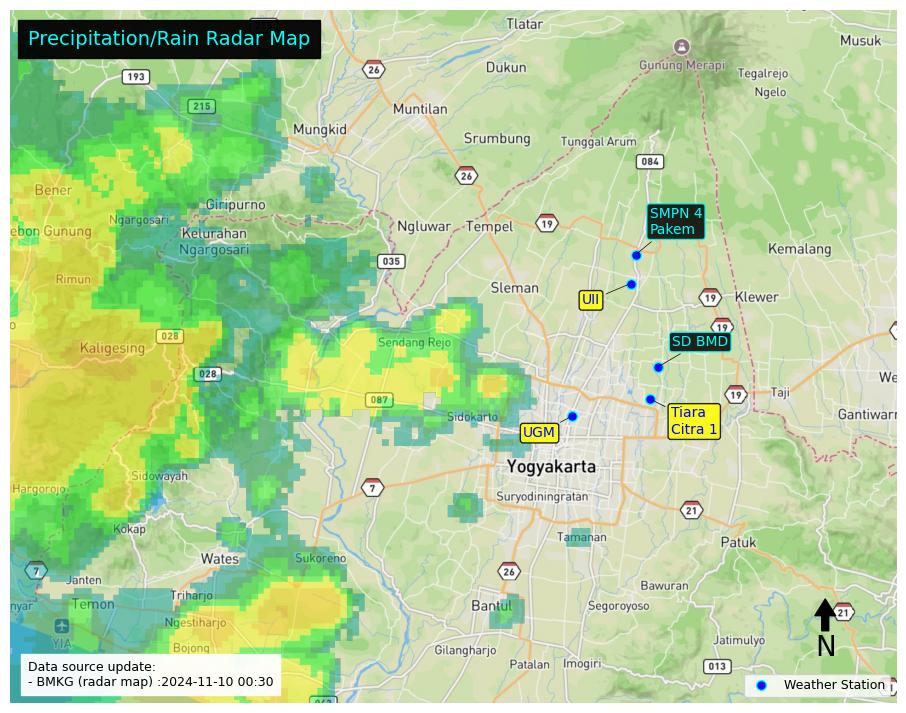 Precipitation/Rain Radar Map
Tlatar
Musuk
26
Gunung Merapi
193
Dukun
Tegalrejo
Ngelo
215
Muntilan
Mungkid
Srumbung
Tunggal Arum
084
26
Bener
Giripurno
SMPN 4
Pakem
Ngargosari
Ngluwar
Tempel
19
ebon Gunung
Kelurahan
Ngargosari
Kemalang
035
Rimun
Sleman
UII
19
Klewer
19
028
Kaligesing
Sendang Rejo
SD BMD
028
We
087
19
Taji
Sidokarto
Tiara
Citra 1
Gantiwarn
UGM
Yogyakarta
Sidowayah
Hargorojo
7
Suryodiningratan
21
Kokap
Tamanan
Patuk
Wates
Sukoreno
7
26
Janten
Bawuran
Triharjo
nyar
Temon
Bantul
Segoroyoso
21
Ngestiharjo
YIA
Jatimulyo
N
Bojong
Gilangharjo
Data source update:
- BMKG (radar map) :2024-11-10 00:30
Patalan
Imogiri
013
Weather Station